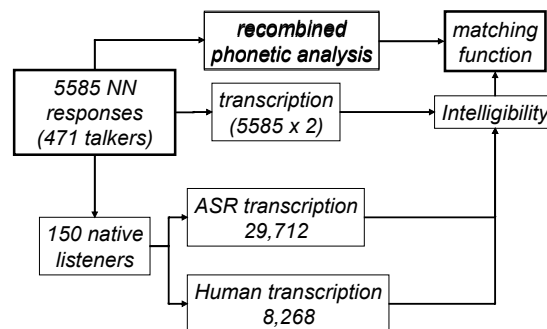 recombined
phonetic analysis
matching
function
5585 NN
responses
(471 talkers)
transcription
(5585 x 2)
Intelligibility
150 native
listeners
ASR transcription
29,712
Human transcription
8,268